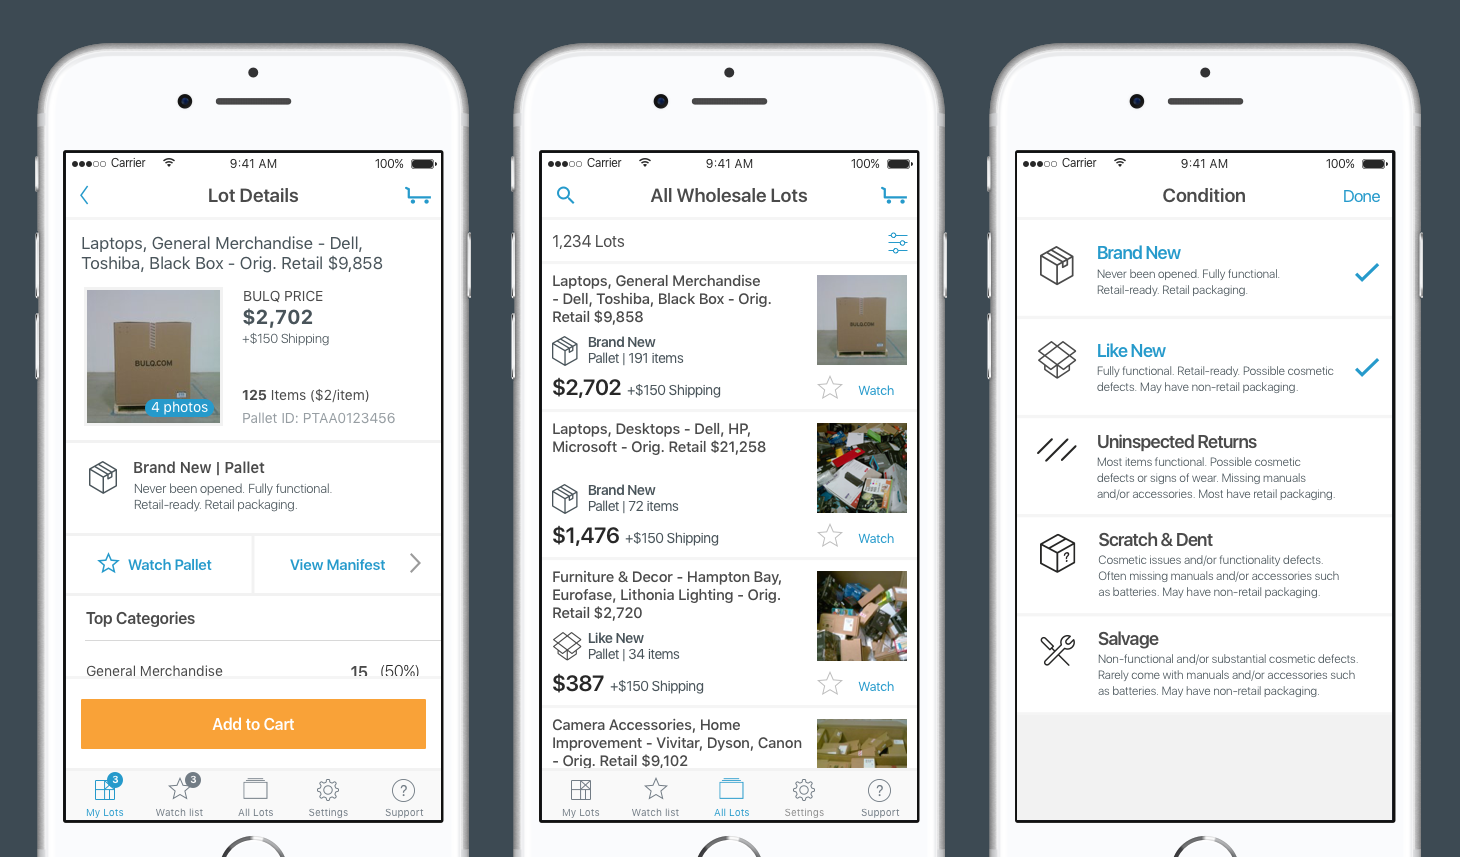 Carrier
9:41 AM
100%
Lot Details
Laptops, General Merchandise - Dell,
Toshiba, Black Box - Orig. Retail $9,858
BULQ.COM
4 photos
BULQ PRICE
$2,702
+$150 Shipping
125 Items ($2/item)
Pallet ID: PTAA0123456
Brand New | Pallet
Never been opened. Fully functional.
Retail-ready. Retail packaging.
Watch Pallet
View Manifest
Top Categories
General Merchandise 15 (50%)
Add to Cart
3
3
My Lots
Watch list
All Lots
Settings
? Support
Carrier
9:41 AM
100%
All Wholesale Lots
1,234 Lots
Laptops, General Merchandise
- Dell, Toshiba, Black Box - Orig.
Retail $9,858
BULQ.COM
Brand New
Pallet | 191 items
$2,702 +$150 Shipping
Watch
Laptops, Desktops - Dell, HP,
Microsoft - Orig. Retail $21,258
Brand New
Pallet | 72 items
$1,476 +$150 Shipping
Watch
Furniture & Decor - Hampton Bay,
Eurofase, Lithonia Lighting - Orig.
Retail $2,720
Like New
Pallet | 34 items
$387 +$150 Shipping
Watch
Camera Accessories, Home
Improvement - Vivitar, Dyson, Canon
- Orig. Retail $9,102
My Lots
Watch list
All Lots
Settings
? Support
Carrier
9:41 AM
100%
Condition
Done
Brand New
Never been opened. Fully functional.
Retail-ready. Retail packaging.
Like New
Fully functional. Retail-ready. Possible cosmetic
defects. May have non-retail packaging.
Uninspected Returns
Most items functional. Possible cosmetic
defects or signs of wear. Missing manuals
and/or accessories. Most have retail packaging.
?
Scratch & Dent
Cosmetic issues and/or functionality defects.
Often missing manuals and/or accessories such
as batteries. May have non-retail packaging.
Salvage
Non-functional and/or substantial cosmetic defects.
Rarely come with manuals and/or accessories such
as batteries. May have non-retail packaging.